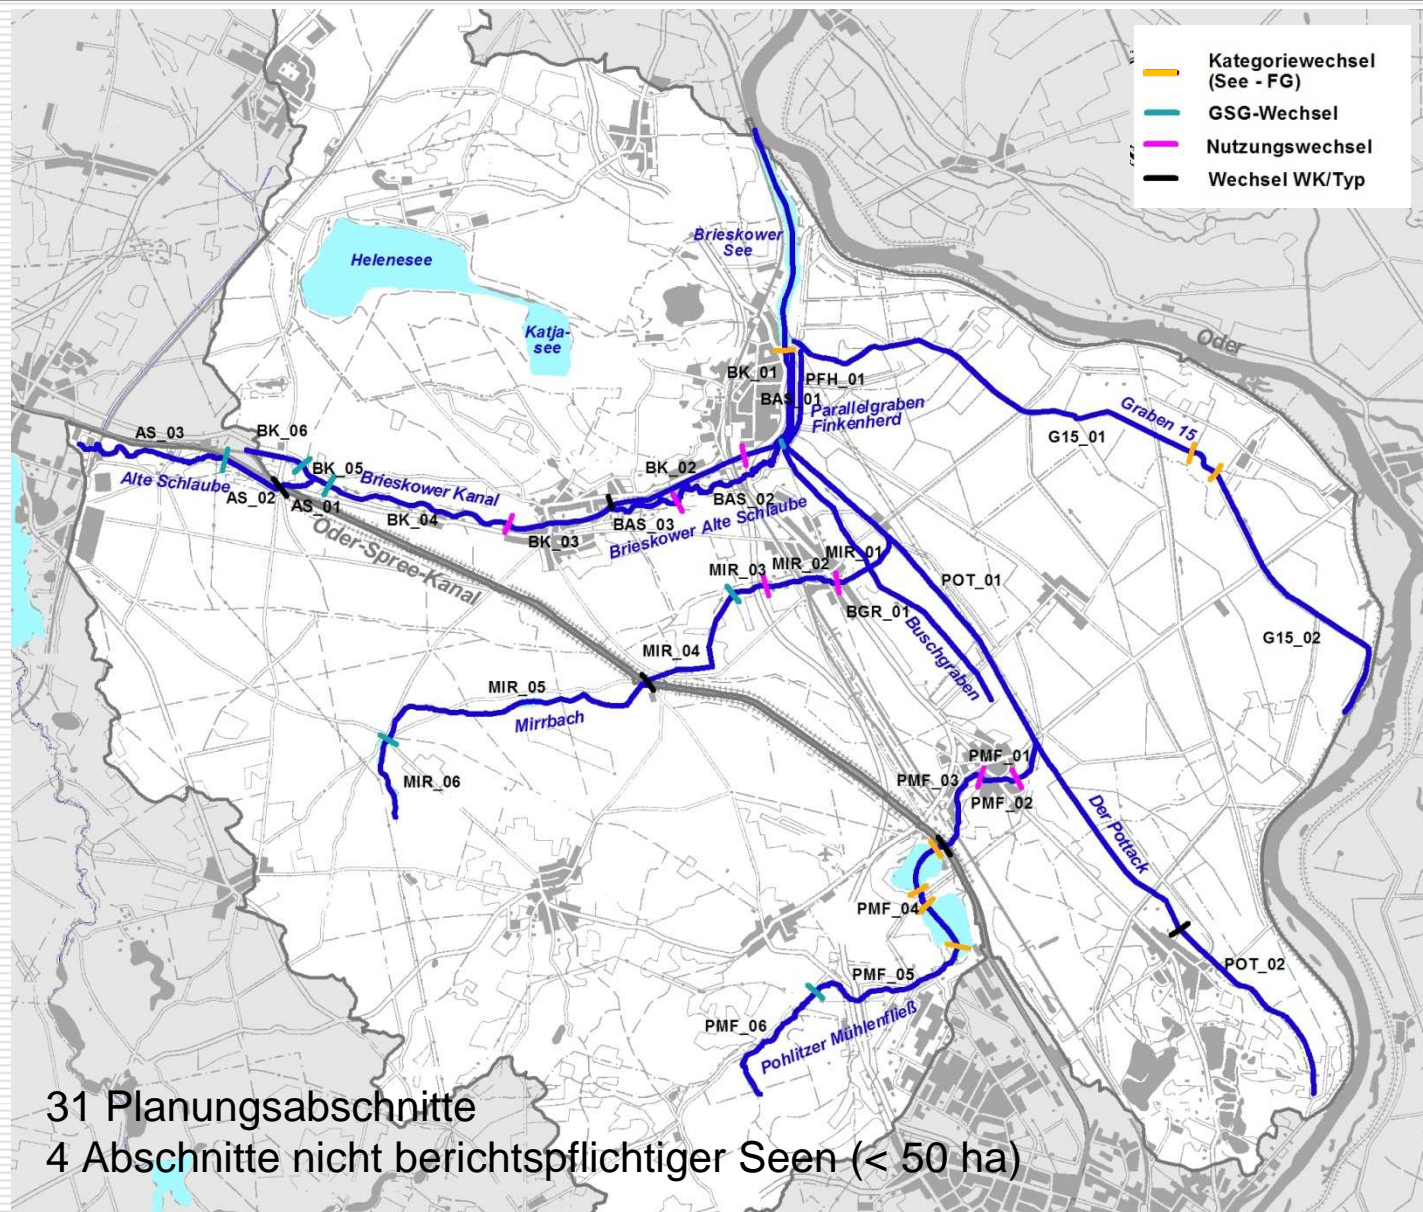 Kategoriewechsel
(See - FG)
GSG-Wechsel
Nutzungswechsel
Wechsel WK/Typ
Brieskower
See
Helenesee
Katja-
see
Oder
BK_01
PFH_01
BAS_01
Parallelgraben
Finkenherd
Graben 15
G15_01
AS_03
BK_06
BK_05
Brieskower Kanal
BK_02
Alte Schlaube
AS_02
AS_01
BK_04
BAS_02
BAS_03
BK_03
Brieskower Alte Schlaube
Oder-Spree-Kanal
MIR_03
MIR_02
MIR_01
POT_01
BGR_01
Buschgraben
G15_02
MIR_04
MIR_05
Mirrbach
MIR_06
PMF_01
PMF_03
PMF_02
Der Pottack
PMF_04
POT_02
PMF_05
PMF_06
Pohlitzer Mühlenfließ
31 Planungsabschnitte
4 Abschnitte nicht berichtspflichtiger Seen (< 50 ha)